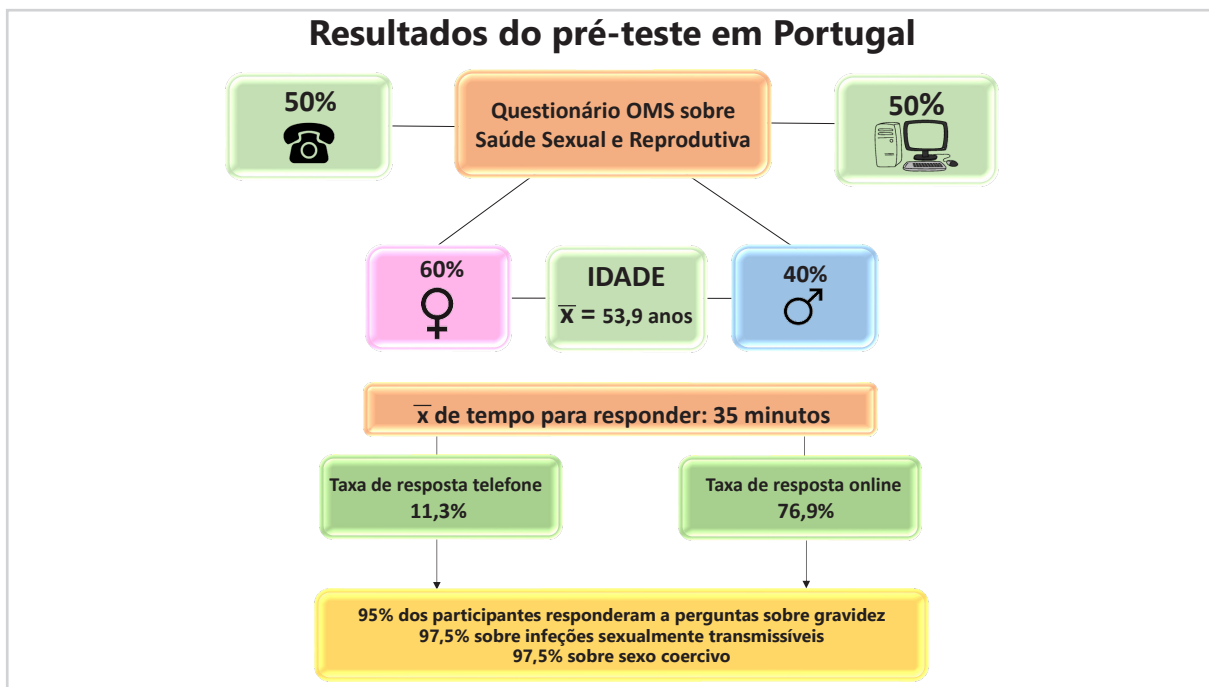 Resultados do pré-teste em Portugal
50%
Questionário OMS sobre
Saúde Sexual e Reprodutiva
50%
60%
IDADE
x̅ = 53,9 anos
40%
x̅ de tempo para responder: 35 minutos
Taxa de resposta telefone
11,3%
Taxa de resposta online
76,9%
95% dos participantes responderam a perguntas sobre gravidez
97,5% sobre infeções sexualmente transmissíveis
97,5% sobre sexo coercivo